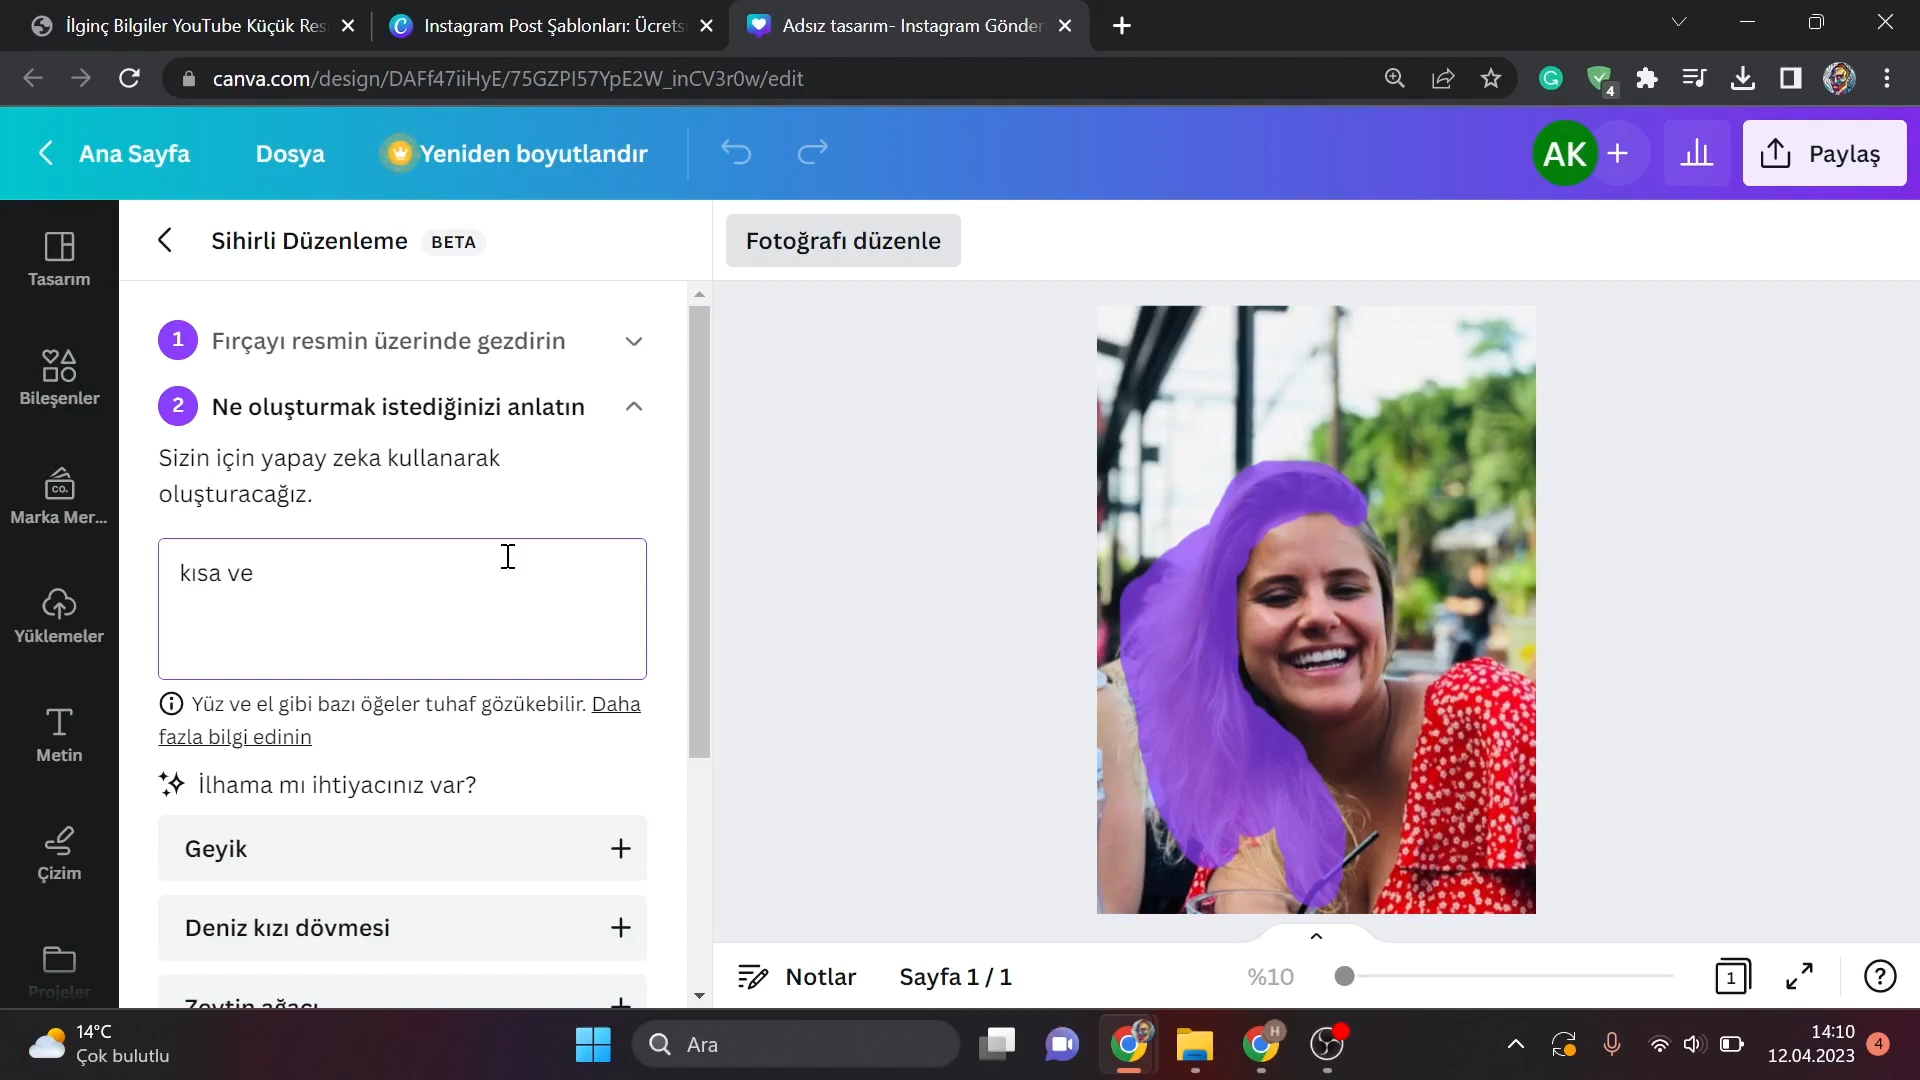 İlginç Bilgiler YouTube Küçük Res
Instagram Post Şablonları: Ücrets
Adsız tasarım- Instagram Gönder
canva.com/design/DAFf47iiHyE/75GZPI57YpE2W_inCV3r0w/edit
4
Ana Sayfa
Dosya
Yeniden boyutlandır
AK
Paylaş
Tasarım
Bileşenler
CO.
Marka Mer...
Yüklemeler
Metin
Çizim
Projeler
Sihirli Düzenleme BETA
Fotoğrafı düzenle
1 Fırçayı resmin üzerinde gezdirin
2 Ne oluşturmak istediğinizi anlatın
Sizin için yapay zeka kullanarak
oluşturacağız.
kısa ve
Yüz ve el gibi bazı öğeler tuhaf gözükebilir. Daha
fazla bilgi edinin
İlhama mı ihtiyacınız var?
Geyik
Deniz kızı dövmesi
Zeytin ağacı
Notlar
Sayfa 1 / 1
%10
1
14°C
Çok bulutlu
Ara
H
14:10
12.04.2023
4